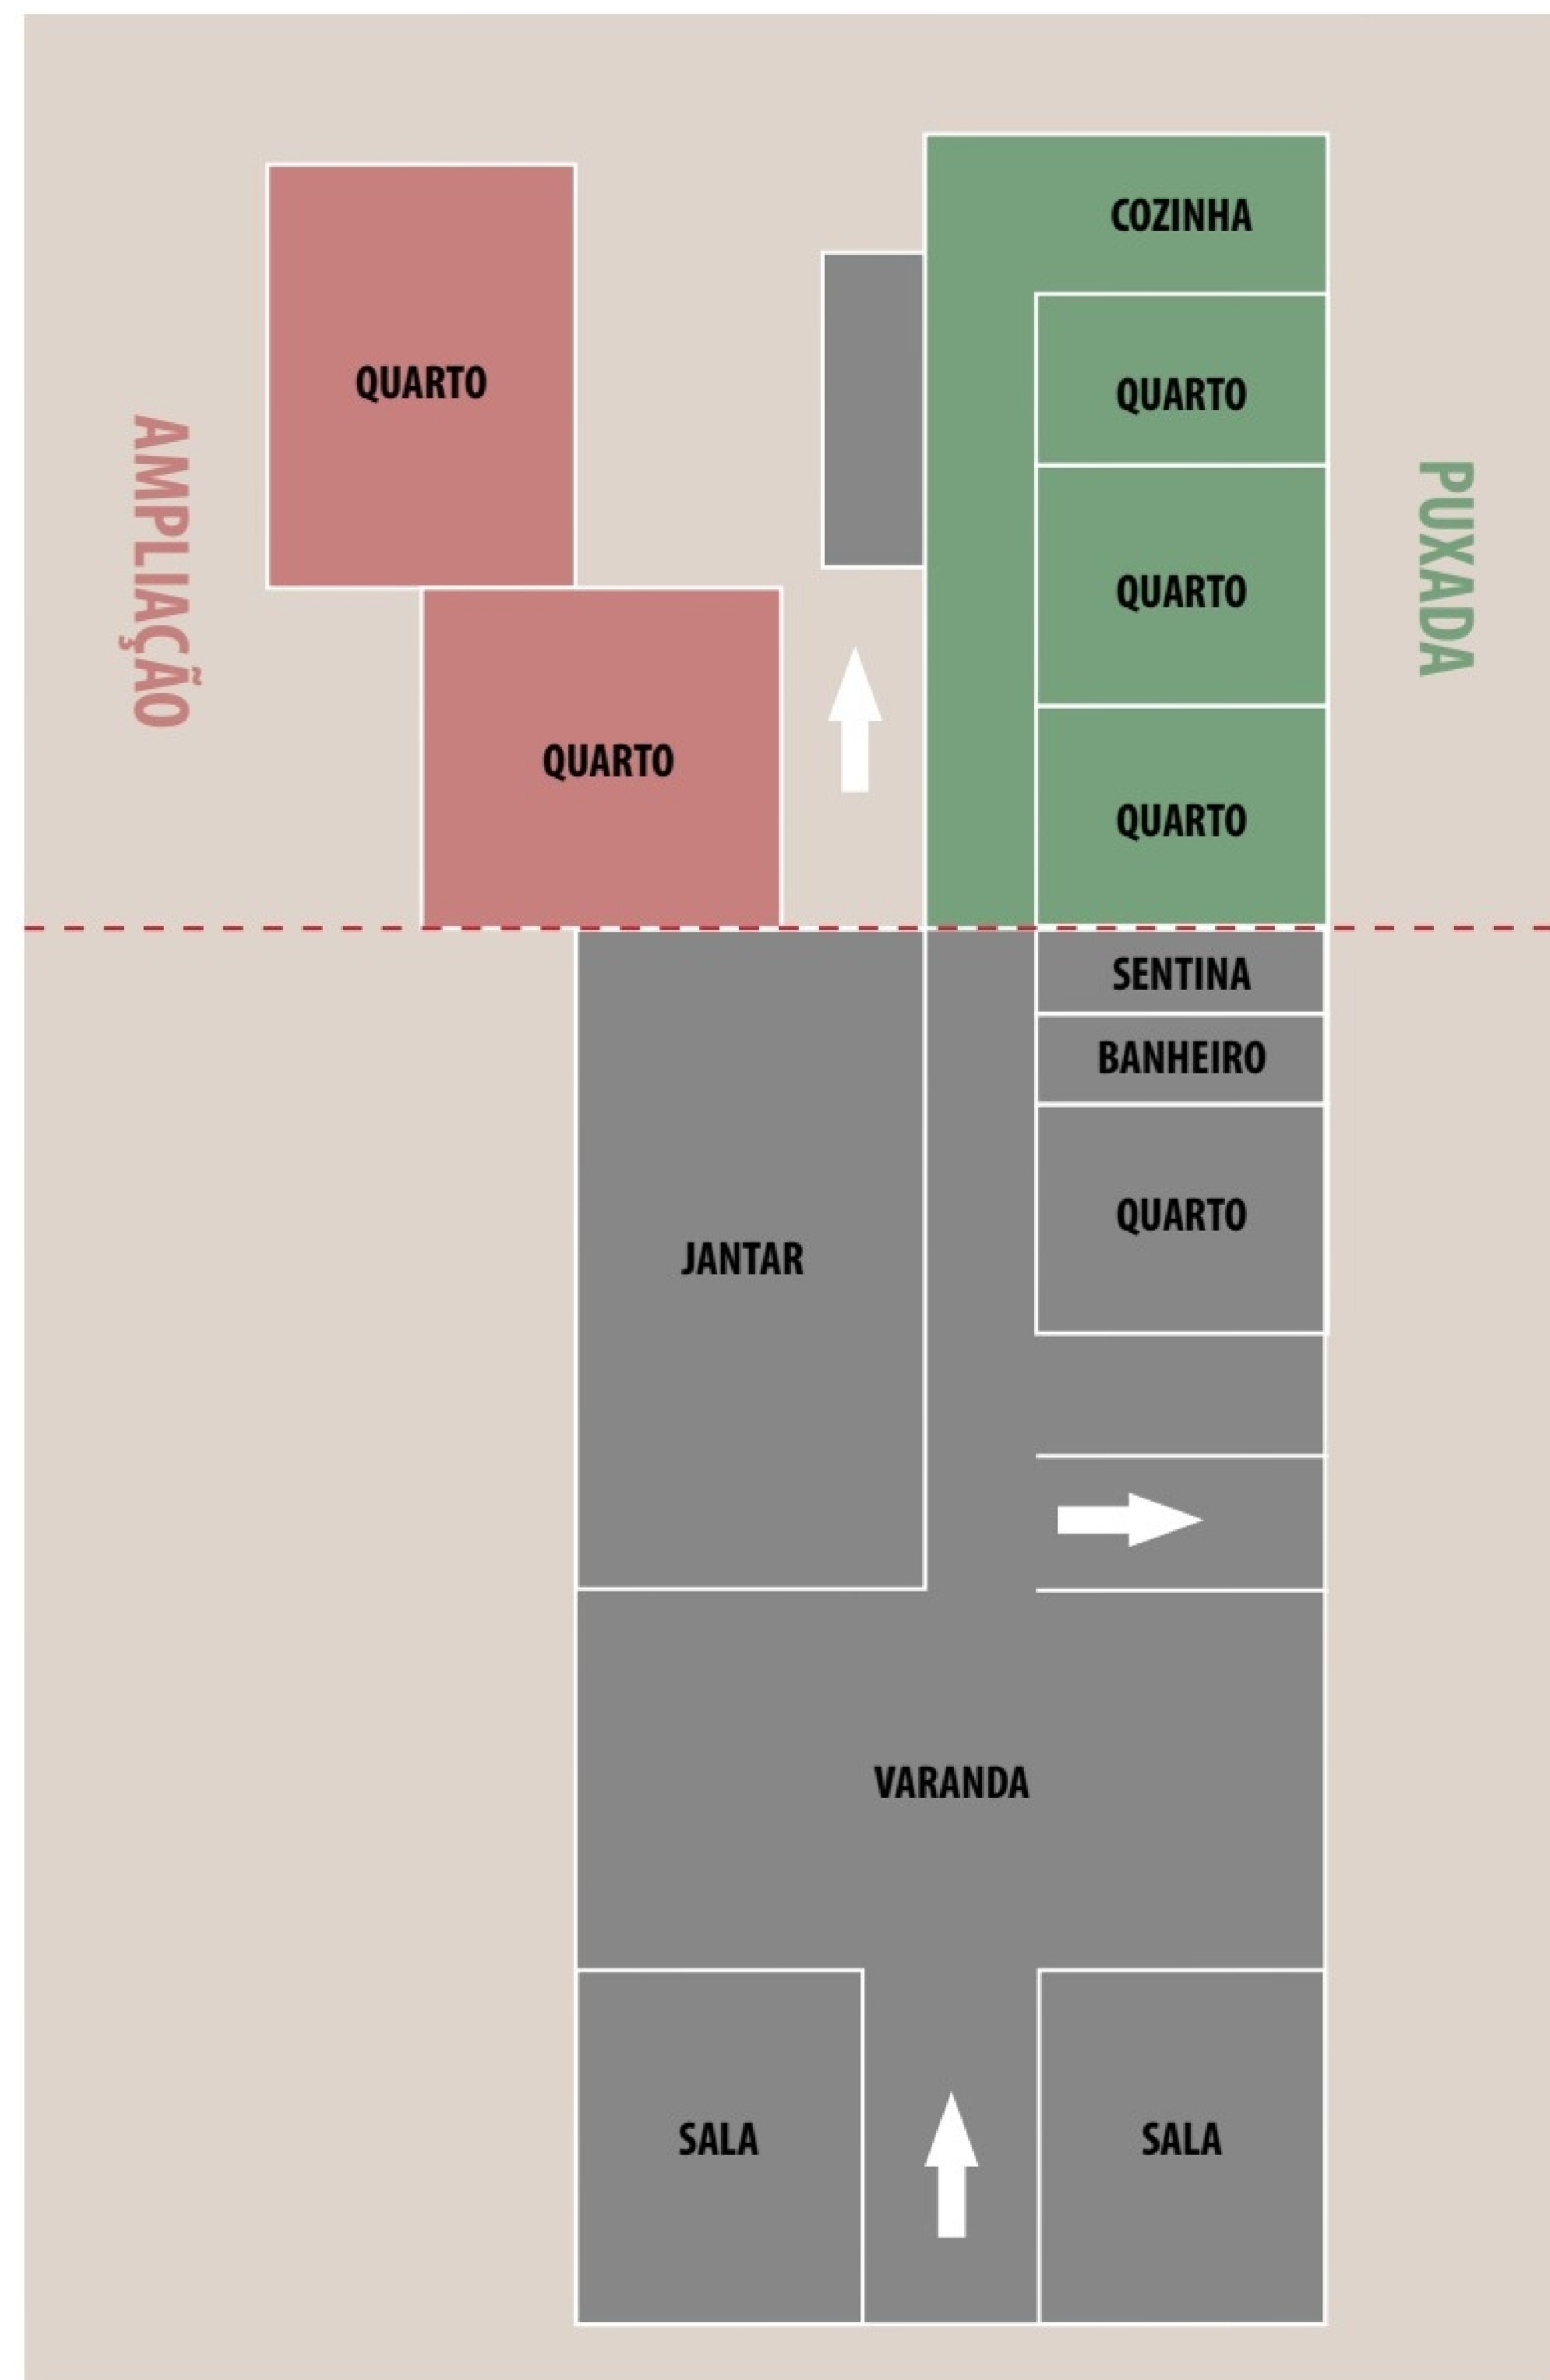 COZINHA
QUARTO
QUARTO
AMPLIAÇÃO
PUXADA
QUARTO
QUARTO
QUARTO
SENTINA
BANHEIRO
QUARTO
JANTAR
VARANDA
SALA
SALA